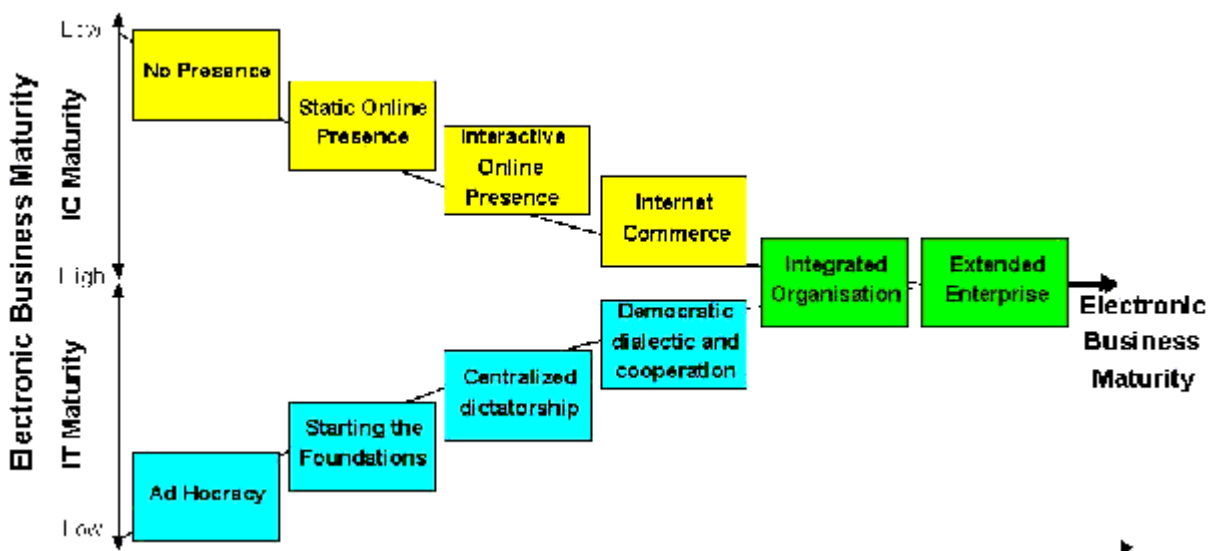 Electronic Business Maturity
IC Maturity
IT Maturity
Low
High
Low
No Presence
Static Online
Presence
Interactive
Online
Presence
Internet
Commerce
Integrated
Organisation
Extended
Enterprise
Electronic
Business
Maturity
Democratic
dialectic and
cooperation
Centralized
dictatorship
Starting the
Foundations
Ad Hocracy